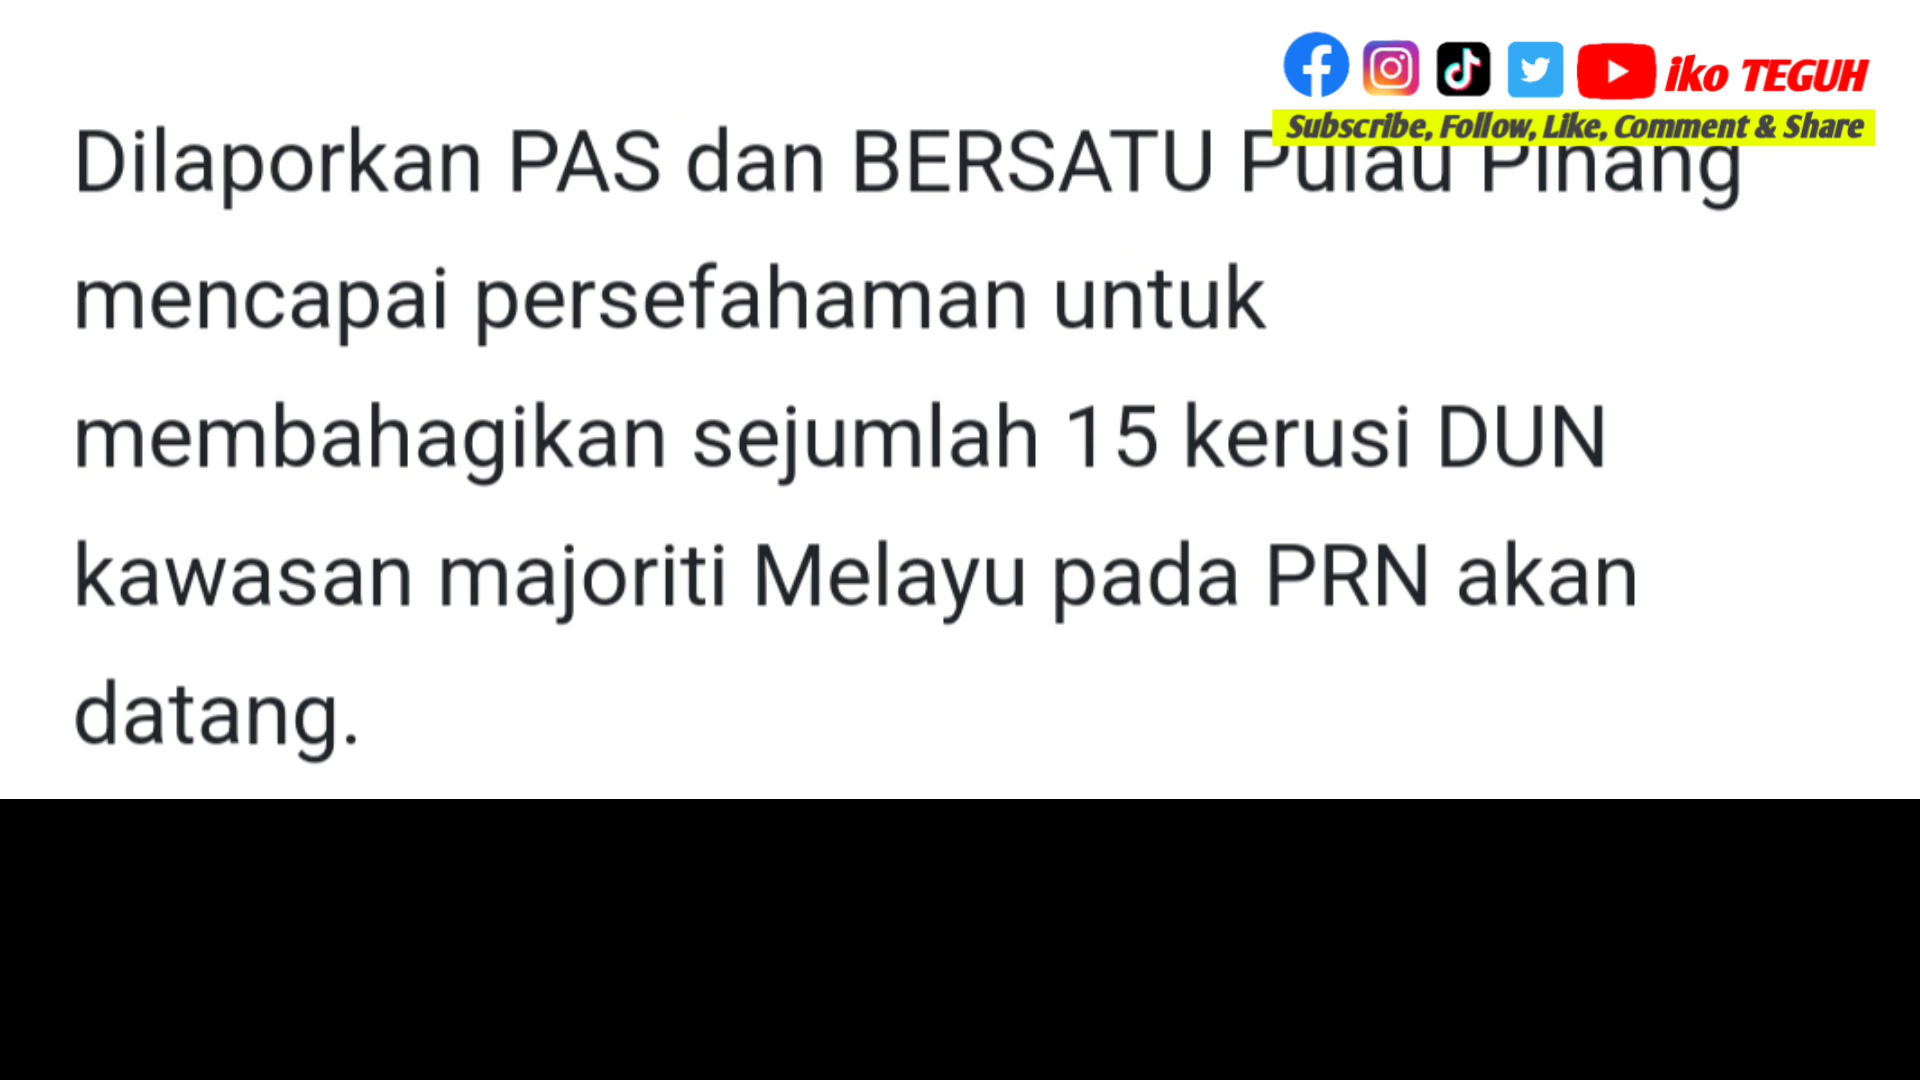 iko TEGUH
Subscribe, Follow, Like, Comment & Share
Dilaporkan PAS dan BERSATU Pulau Pinang
mencapai persefahaman untuk
membahagikan sejumlah 15 kerusi DUN
kawasan majoriti Melayu pada PRN akan
datang.